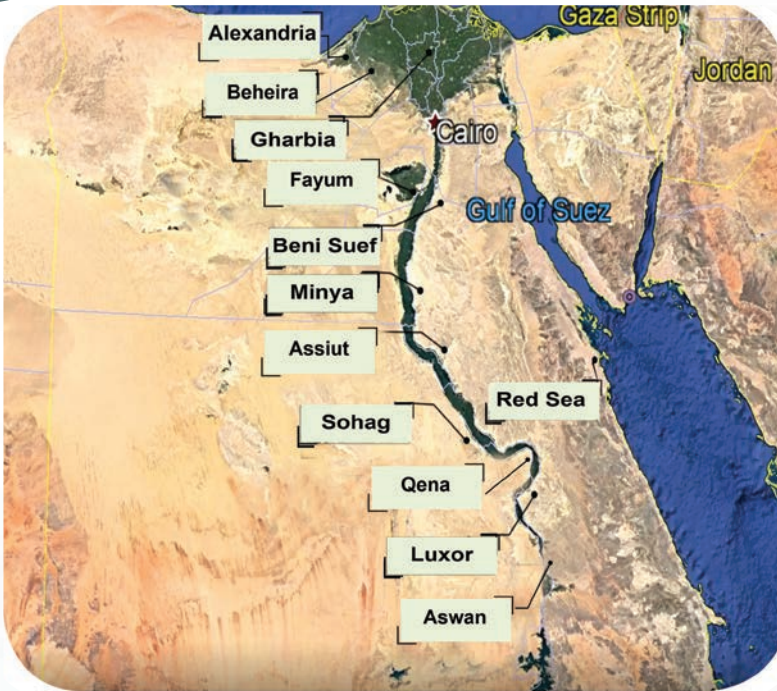 Gaza Strip
Alexandria
Jordan
Beheira
Cairo
Gharbia
Fayum
Gulf of Suez
Beni Suef
Minya
Assiut
Red Sea
Sohag
Qena
Luxor
Aswan